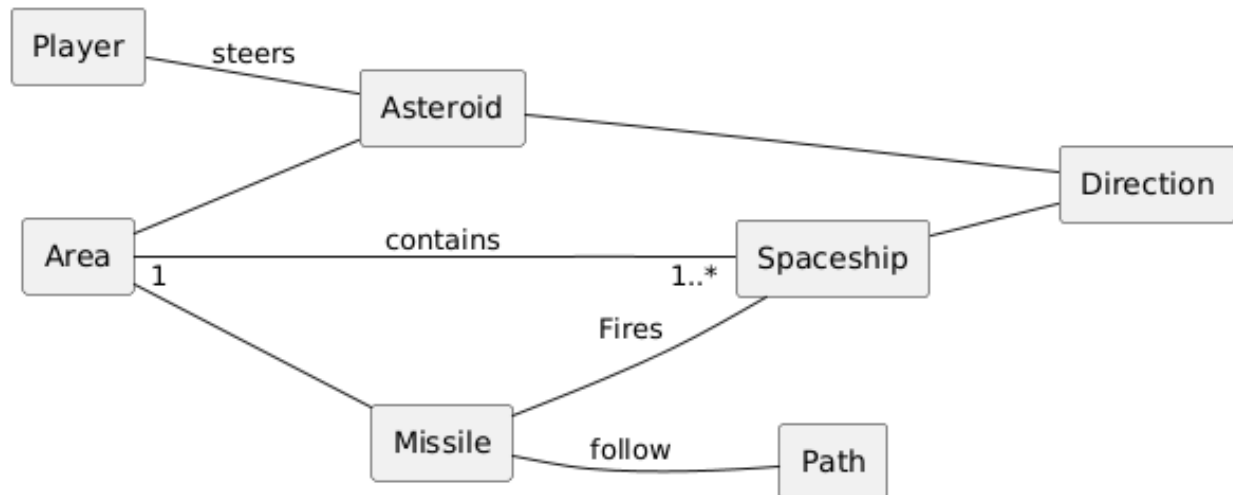 Player
steers
Asteroid
Direction
Area
contains
Spaceship
1
1..*
Fires
Missile
follow
Path